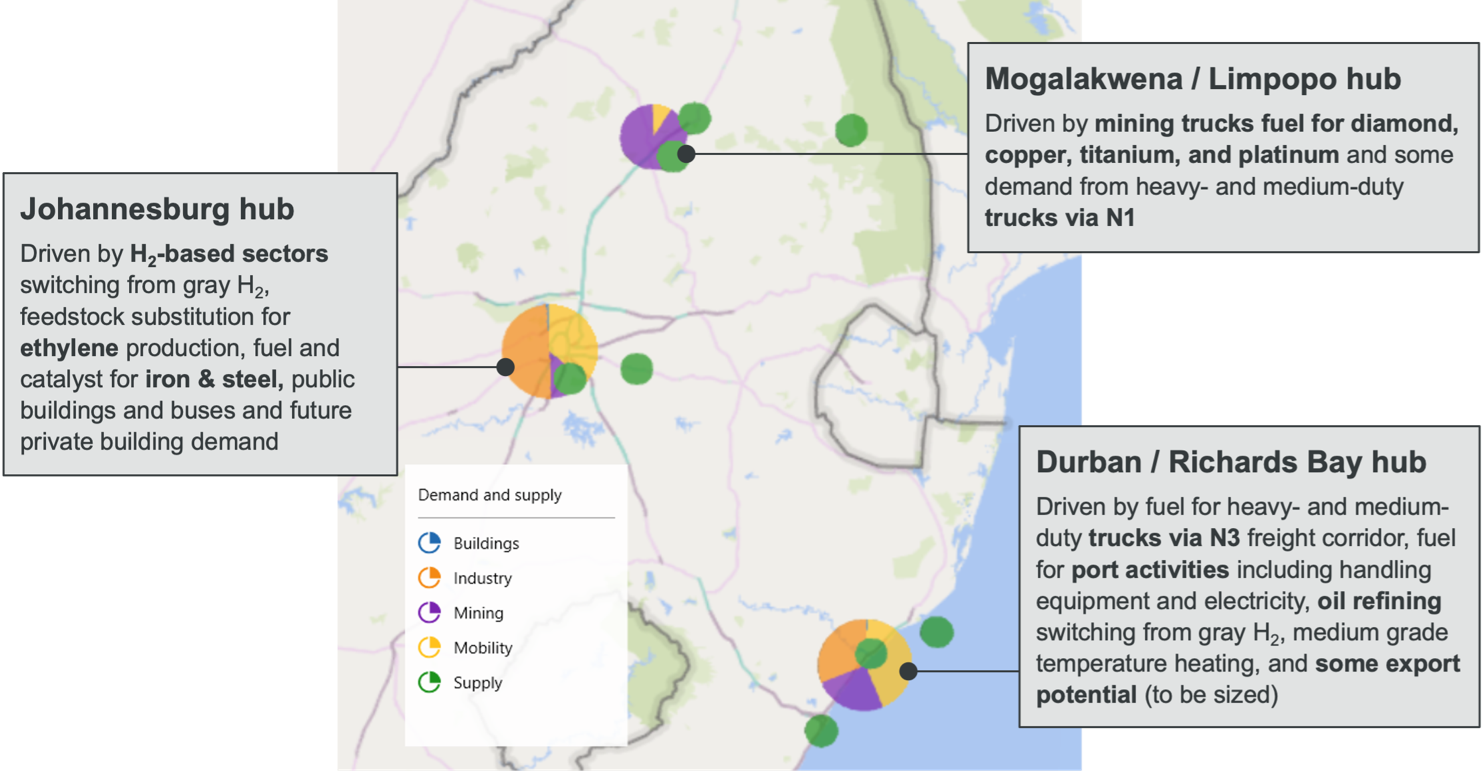 Mogalakwena / Limpopo hub
Driven by mining trucks fuel for diamond,
copper, titanium, and platinum and some
demand from heavy- and medium-duty
trucks via N1
Johannesburg hub
Driven by H₂-based sectors
switching from gray H₂,
feedstock substitution for
ethylene production, fuel and
catalyst for iron & steel, public
buildings and buses and future
private building demand
Durban / Richards Bay hub
Driven by fuel for heavy- and medium-
duty trucks via N3 freight corridor, fuel
for port activities including handling
equipment and electricity, oil refining
switching from gray H₂, medium grade
temperature heating, and some export
potential (to be sized)
Demand and supply
Buildings
Industry
Mining
Mobility
Supply